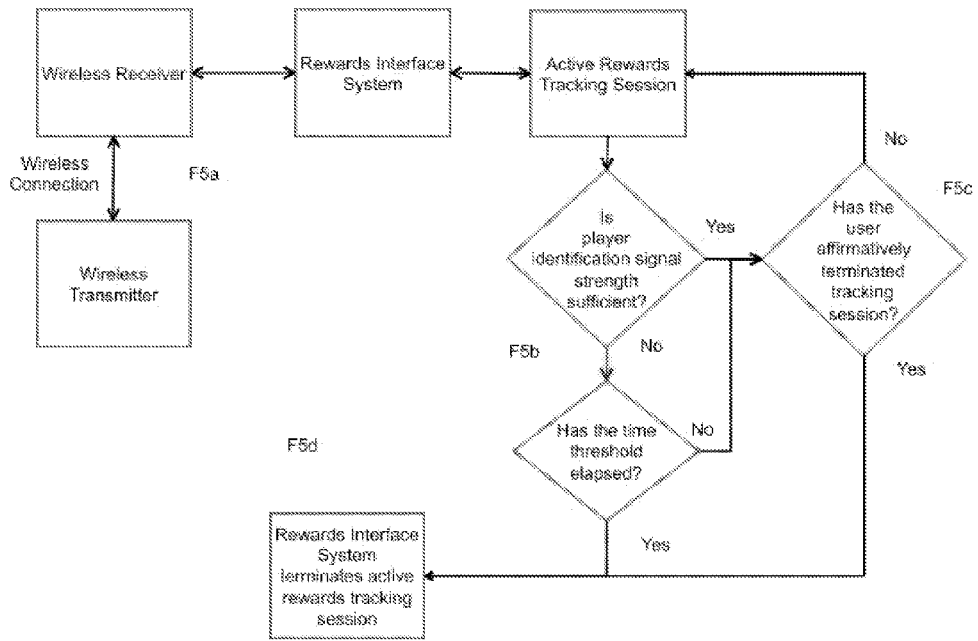 Wireless Receiver
Rewards Interface
System
Active Rewards
Tracking Session
Wireless
Connection
F5a
Wireless
Transmitter
Is
player
identification signal
strength
sufficient?
Yes
No
F5b
Has the time
threshold
elapsed?
No
Yes
No
F5c
Has the
user
affirmatively
terminated
tracking
session?
Yes
F5d
Rewards Interface
System
terminates active
rewards tracking
session